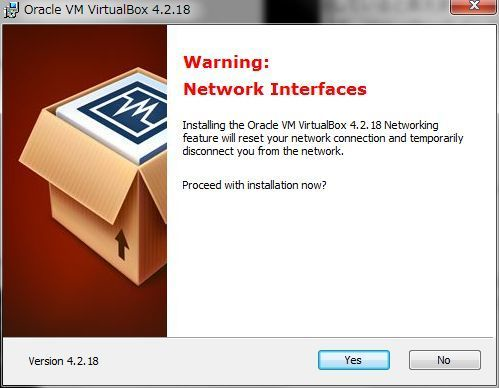 Oracle VM VirtualBox 4.2.18
Warning:
Network Interfaces
Installing the Oracle VM VirtualBox 4.2.18 Networking
feature will reset your network connection and temporarily
disconnect you from the network.
Proceed with installation now?
Version 4.2.18
Yes
No